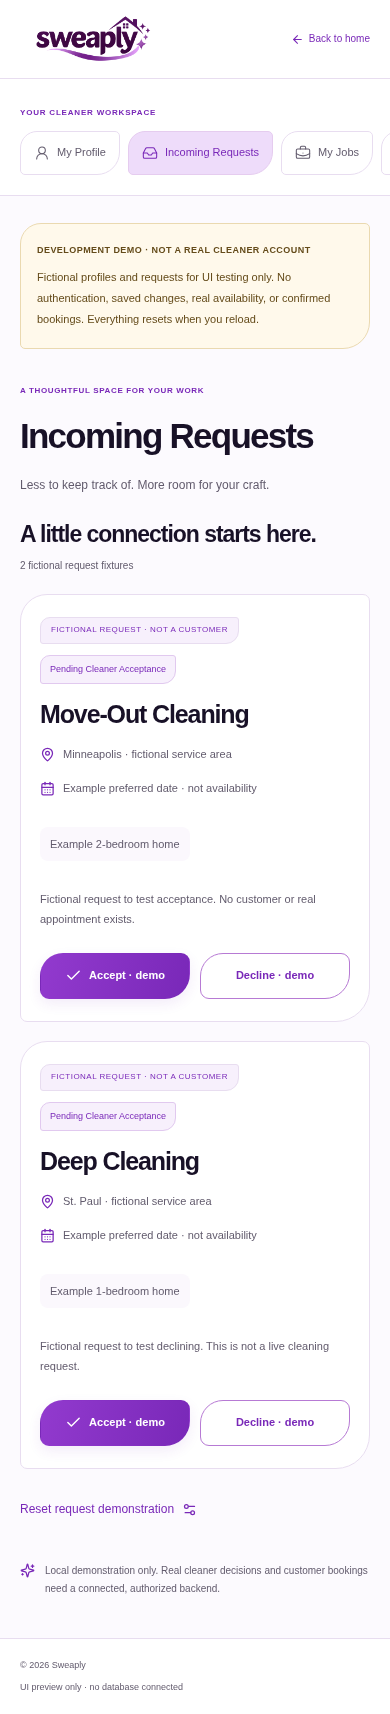 sweaply
Back to home
YOUR CLEANER WORKSPACE
My Profile
Incoming Requests
My Jobs
DEVELOPMENT DEMO · NOT A REAL CLEANER ACCOUNT
Fictional profiles and requests for UI testing only. No
authentication, saved changes, real availability, or confirmed
bookings. Everything resets when you reload.
A THOUGHTFUL SPACE FOR YOUR WORK
Incoming Requests
Less to keep track of. More room for your craft.
A little connection starts here.
2 fictional request fixtures
FICTIONAL REQUEST · NOT A CUSTOMER
Pending Cleaner Acceptance
Move-Out Cleaning
Minneapolis · fictional service area
Example preferred date · not availability
Example 2-bedroom home
Fictional request to test acceptance. No customer or real
appointment exists.
Accept · demo
Decline · demo
FICTIONAL REQUEST · NOT A CUSTOMER
Pending Cleaner Acceptance
Deep Cleaning
St. Paul · fictional service area
Example preferred date · not availability
Example 1-bedroom home
Fictional request to test declining. This is not a live cleaning
request.
Accept · demo
Decline · demo
Reset request demonstration
Local demonstration only. Real cleaner decisions and customer bookings
need a connected, authorized backend.
© 2026 Sweaply
UI preview only · no database connected